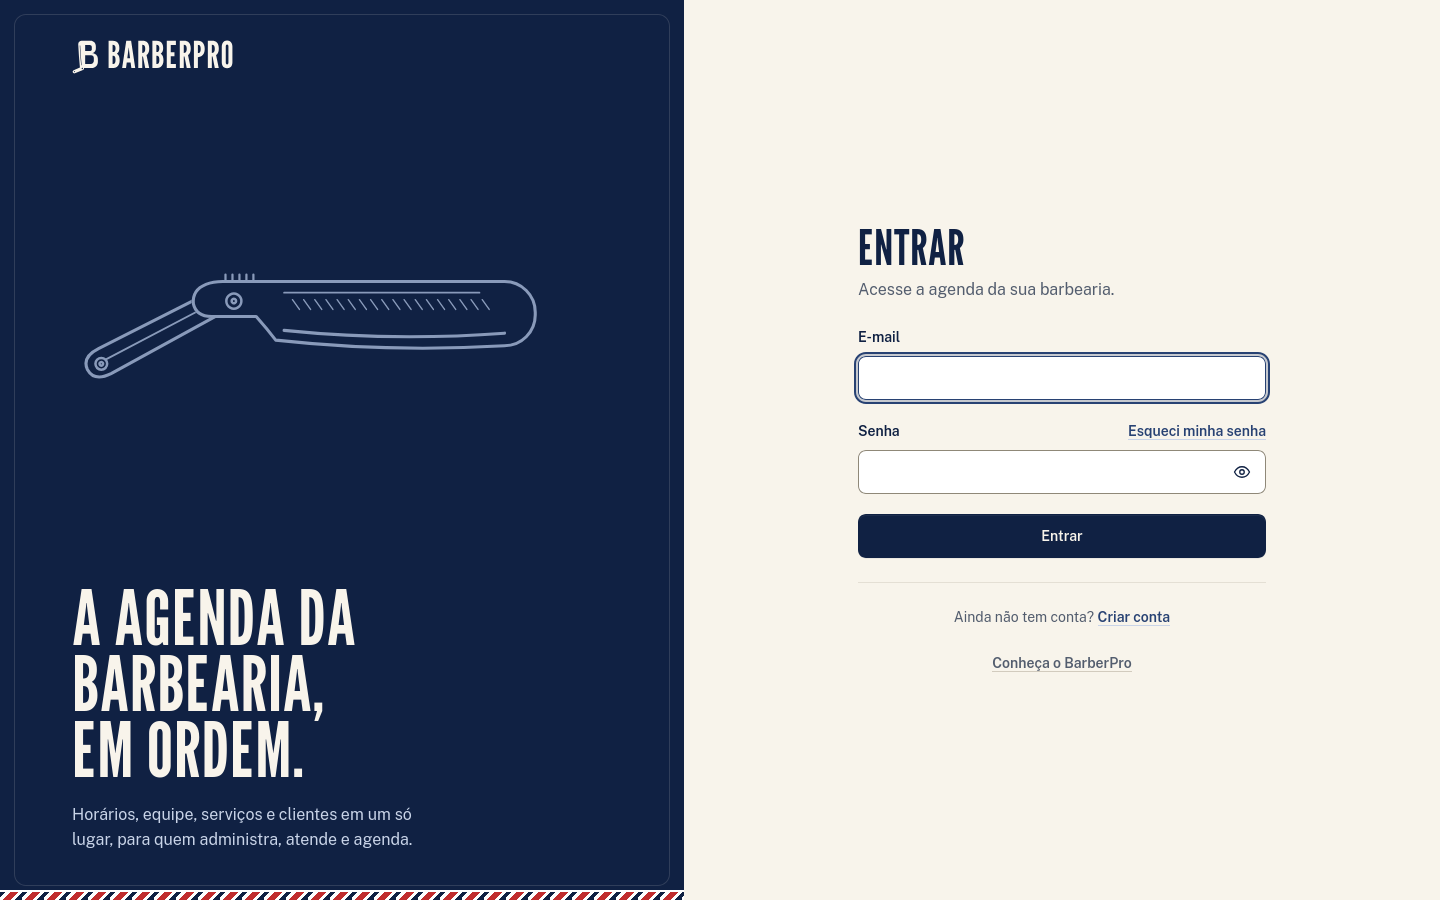 BARBERPRO
A AGENDA DA
BARBEARIA,
EM ORDEM.
Horários, equipe, serviços e clientes em um só
lugar, para quem administra, atende e agenda.
ENTRAR
Acesse a agenda da sua barbearia.
E-mail
Senha
Esqueci minha senha
Entrar
Ainda não tem conta? Criar conta
Conheça o BarberPro